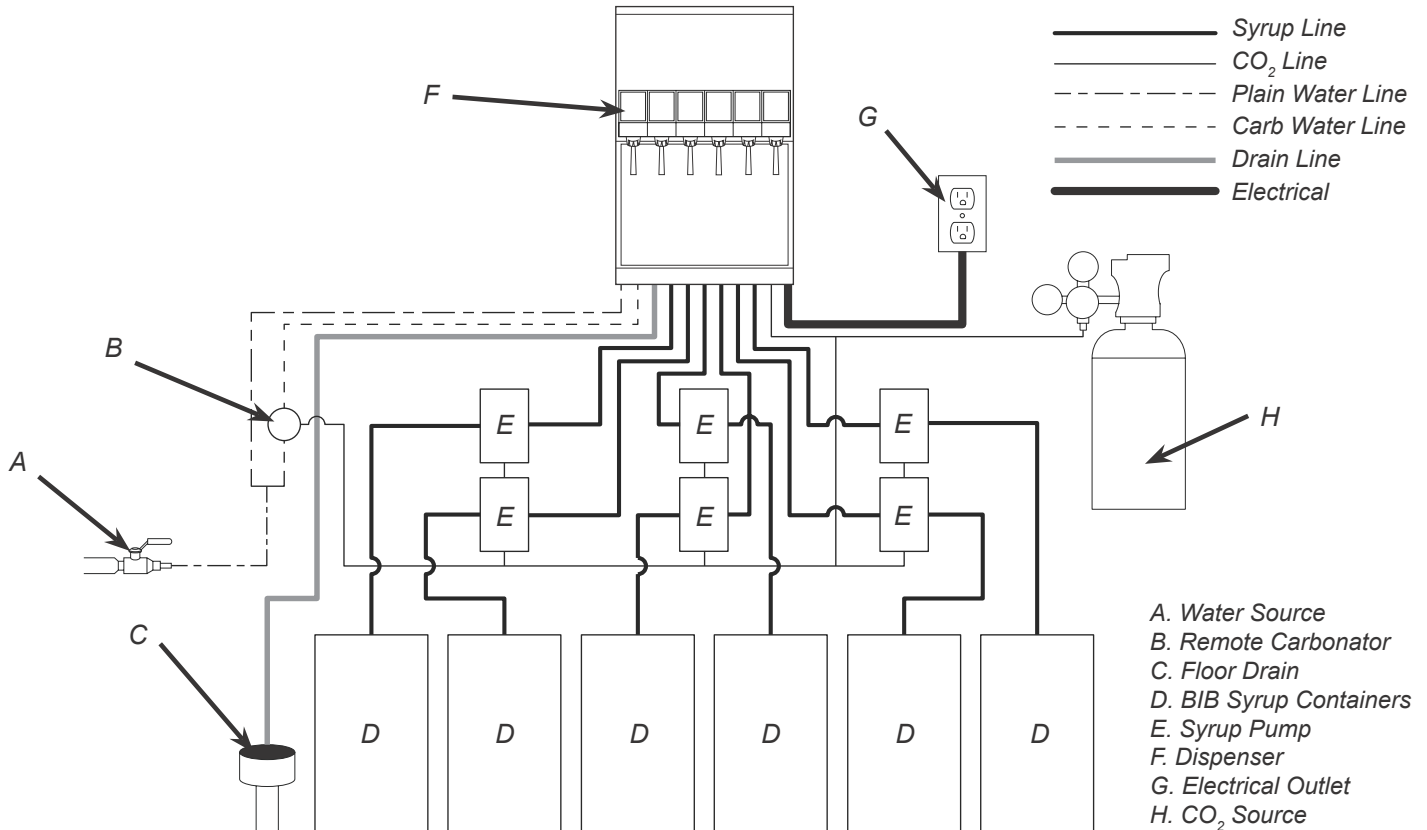 F
G
Syrup Line
CO₂ Line
Plain Water Line
Carb Water Line
Drain Line
Electrical
B
A
H
E
E
E
E
E
E
C
D
D
D
D
D
D
A. Water Source
B. Remote Carbonator
C. Floor Drain
D. BIB Syrup Containers
E. Syrup Pump
F. Dispenser
G. Electrical Outlet
H. CO₂ Source